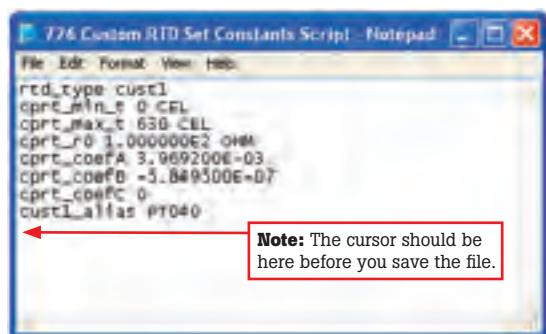 776 Custom RTD Set Constants Script - Notepad
File Edit Format View Help
rtd_type cust1
cprt_min_t 0 CEL
cprt_max_t 630 CEL
cprt_r0 1.000000E2 OHM
cprt_coefA 3.969200E-03
cprt_coefB -5.849500E-07
cprt_coefC 0
cust1_alias PT040
Note: The cursor should be
here before you save the file.